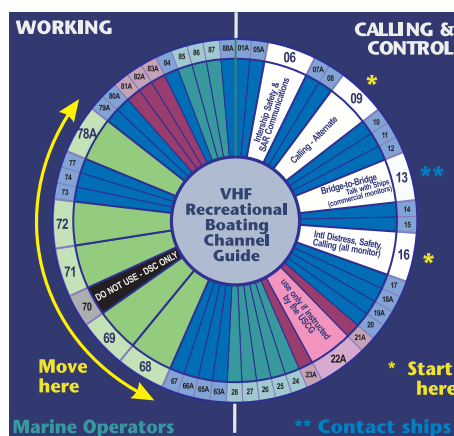 WORKING
CALLING &
CONTROL
88A
01A
05A
06
07A
08
09
10
11
12
13
14
15
16
17
18A
19A
20
21A
22A
23A
24
25
26
27
28
63A
65A
66A
67
68
69
70
71
72
73
74
77
78A
79A
80A
81A
82A
83A
84
85
86
87
Intership Safety &
SAR Communications
Calling - Alternate
Bridge-to-Bridge
Talk with Ships
(commercial monitors)
Intl Distress, Safety,
Calling (all monitor)
use only if instructed
by the USCG
DO NOT USE - DSC ONLY
VHF
Recreational
Boating
Channel
Guide
*
**
*
Move
here
* Start
here
Marine Operators
** Contact ships